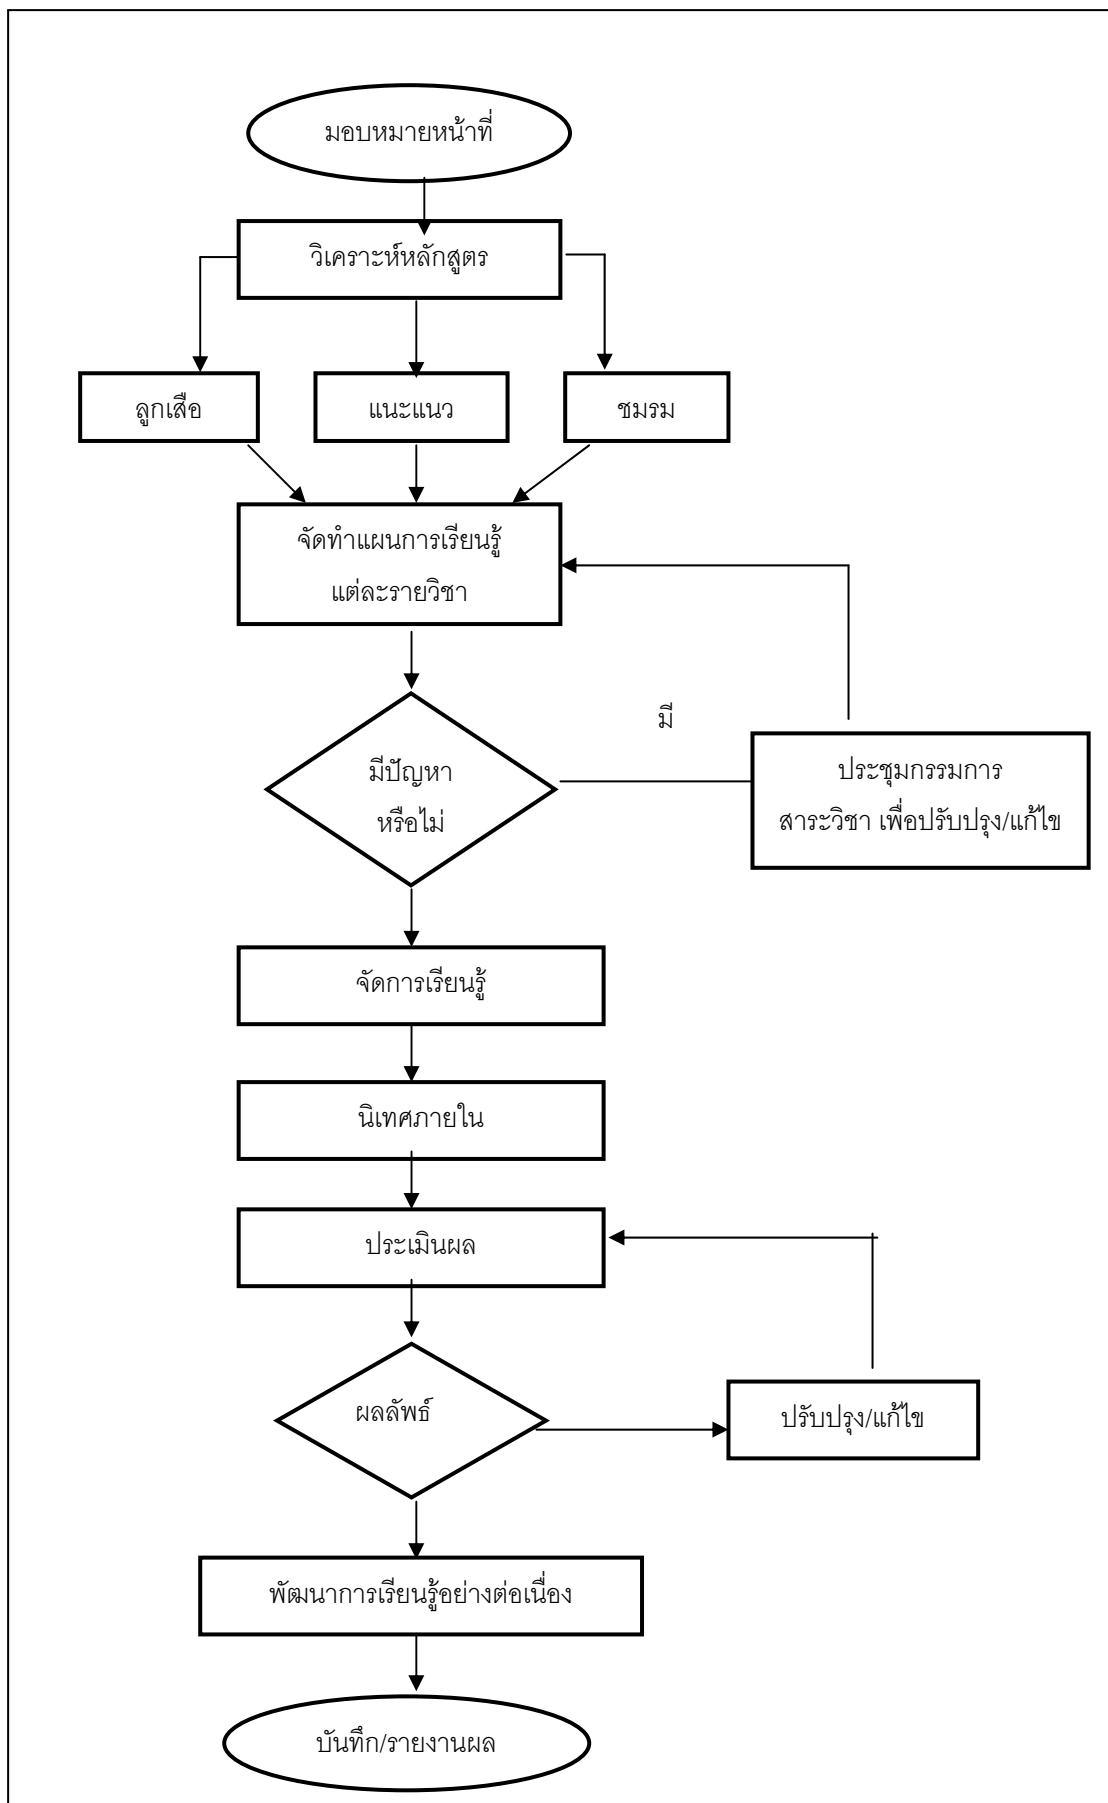 มอบหมายหน้าที่
วิเคราะห์หลักสูตร
ลูกเสือ
แนะแนว
ชมรม
จัดทำแผนการเรียนรู้
แต่ละรายวิชา
มีปัญหา
หรือไม่
มี
ประชุมกรรมการ
สาระวิชา เพื่อปรับปรุง/แก้ไข
จัดการเรียนรู้
นิเทศภายใน
ประเมินผล
ผลลัพธ์
ปรับปรุง/แก้ไข
พัฒนาการเรียนรู้อย่างต่อเนื่อง
บันทึก/รายงานผล